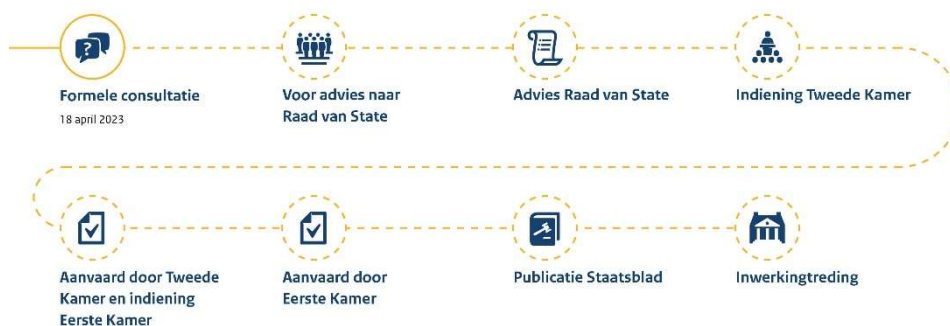 ?
Formele consultatie
18 april 2023
Voor advies naar
Raad van State
Advies Raad van State
Indiening Tweede Kamer
Aanvaard door Tweede
Kamer en indiening
Eerste Kamer
Aanvaard door
Eerste Kamer
Publicatie Staatsblad
Inwerkingtreding